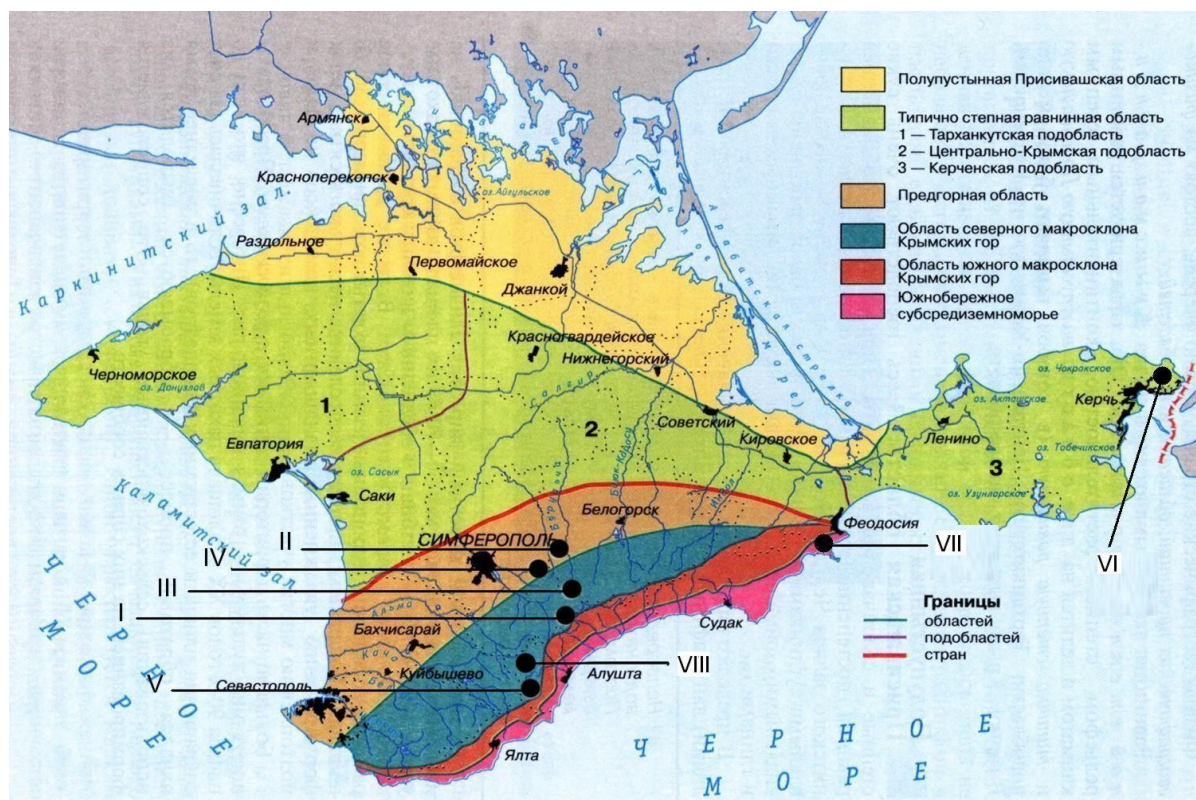 Полупустынная Присивашская область
Типично степная равнинная область
1 — Тарханкутская подобласть
2 — Центрально-Крымская подобласть
3 — Керченская подобласть
Предгорная область
Область северного макросклона
Крымских гор
Область южного макросклона
Крымских гор
Южнобережное
субсредиземноморье
Армянск
Красноперекопск
оз.Айгульское
Каркинитский зал.
Раздольное
Первомайское
Джанкой
Арабатская стрелка
Красногвардейское
Нижнегорский
Черноморское
оз. Донузлав
1
Салгир
2
Советский
Кировское
оз. Чокракское
Керчь
оз. Акташское
Ленино
оз. Тобечикское
3
оз. Узунларское
Евпатория
оз. Сасык
Саки
Каламитский зал.
Белогорск
Феодосия
СИМФЕРОПОЛЬ
II
IV
III
I
V
VII
VI
VIII
Альма
Бахчисарай
Кача
Куйбышево
Бел
Севастополь
Судак
Алушта
Ялта
Границы
областей
подобластей
стран
ЧЕРНОЕ
МОРЕ
ЧЕРНОЕ
МОРЕ